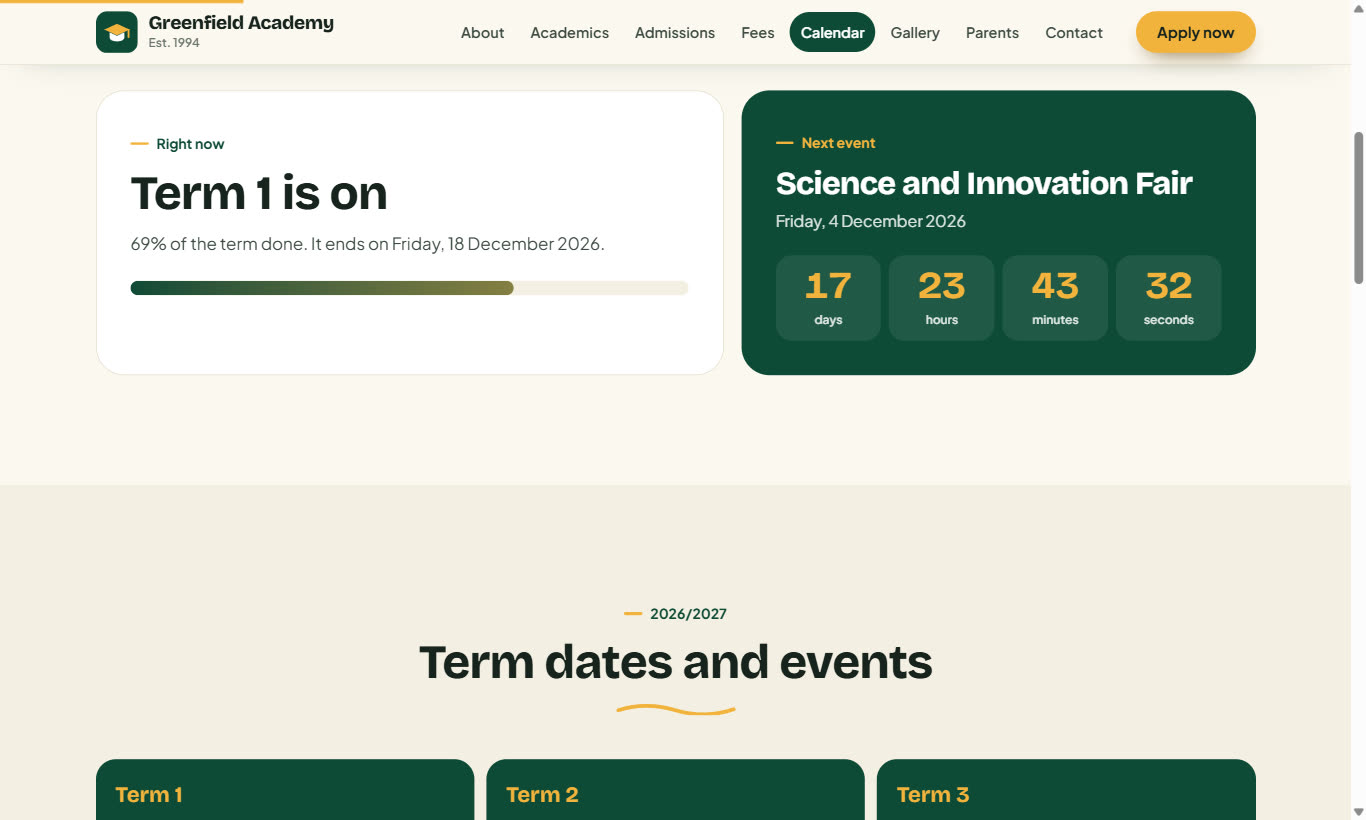 Greenfield Academy
Est. 1994
About Academics Admissions Fees Calendar Gallery Parents Contact Apply now
Right now
Term 1 is on
69% of the term done. It ends on Friday, 18 December 2026.
Next event
Science and Innovation Fair
Friday, 4 December 2026
17 23 43 32
days hours minutes seconds
2026/2027
Term dates and events
Term 1 Term 2 Term 3